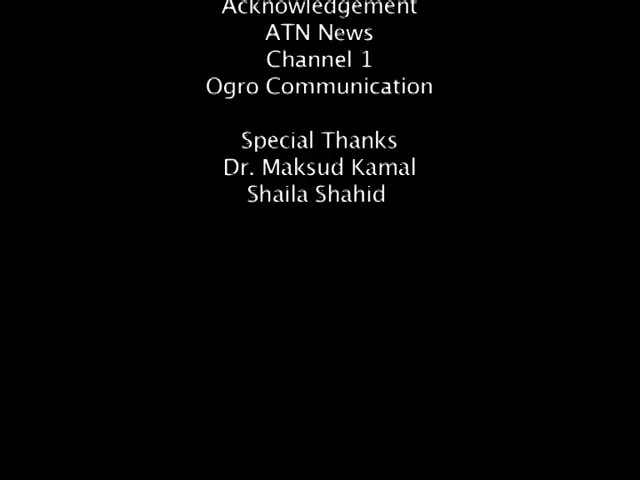 Acknowledgement
ATN News
Channel 1
Ogro Communication
Special Thanks
Dr. Maksud Kamal
Shaila Shahid